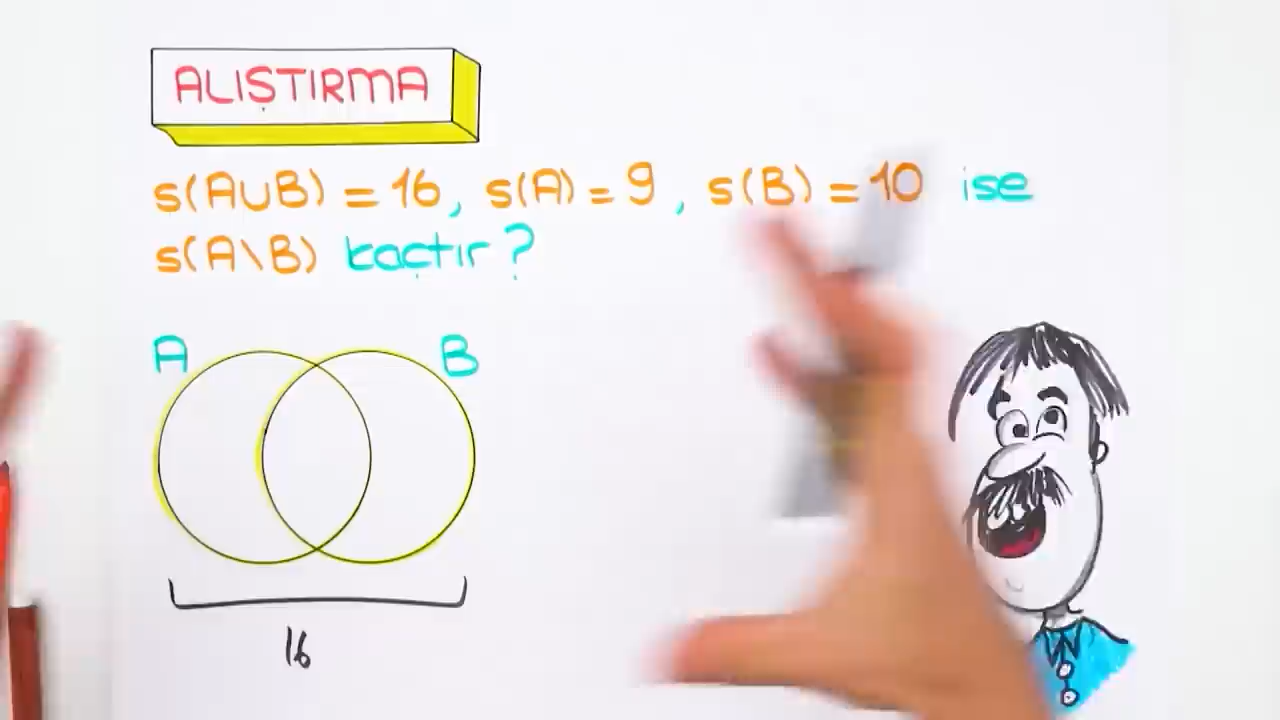 ALIŞTIRMA
s(A∪B) = 16, s(A) = 9, s(B) = 10 ise
s(A\B) kaçtır?
A B
16